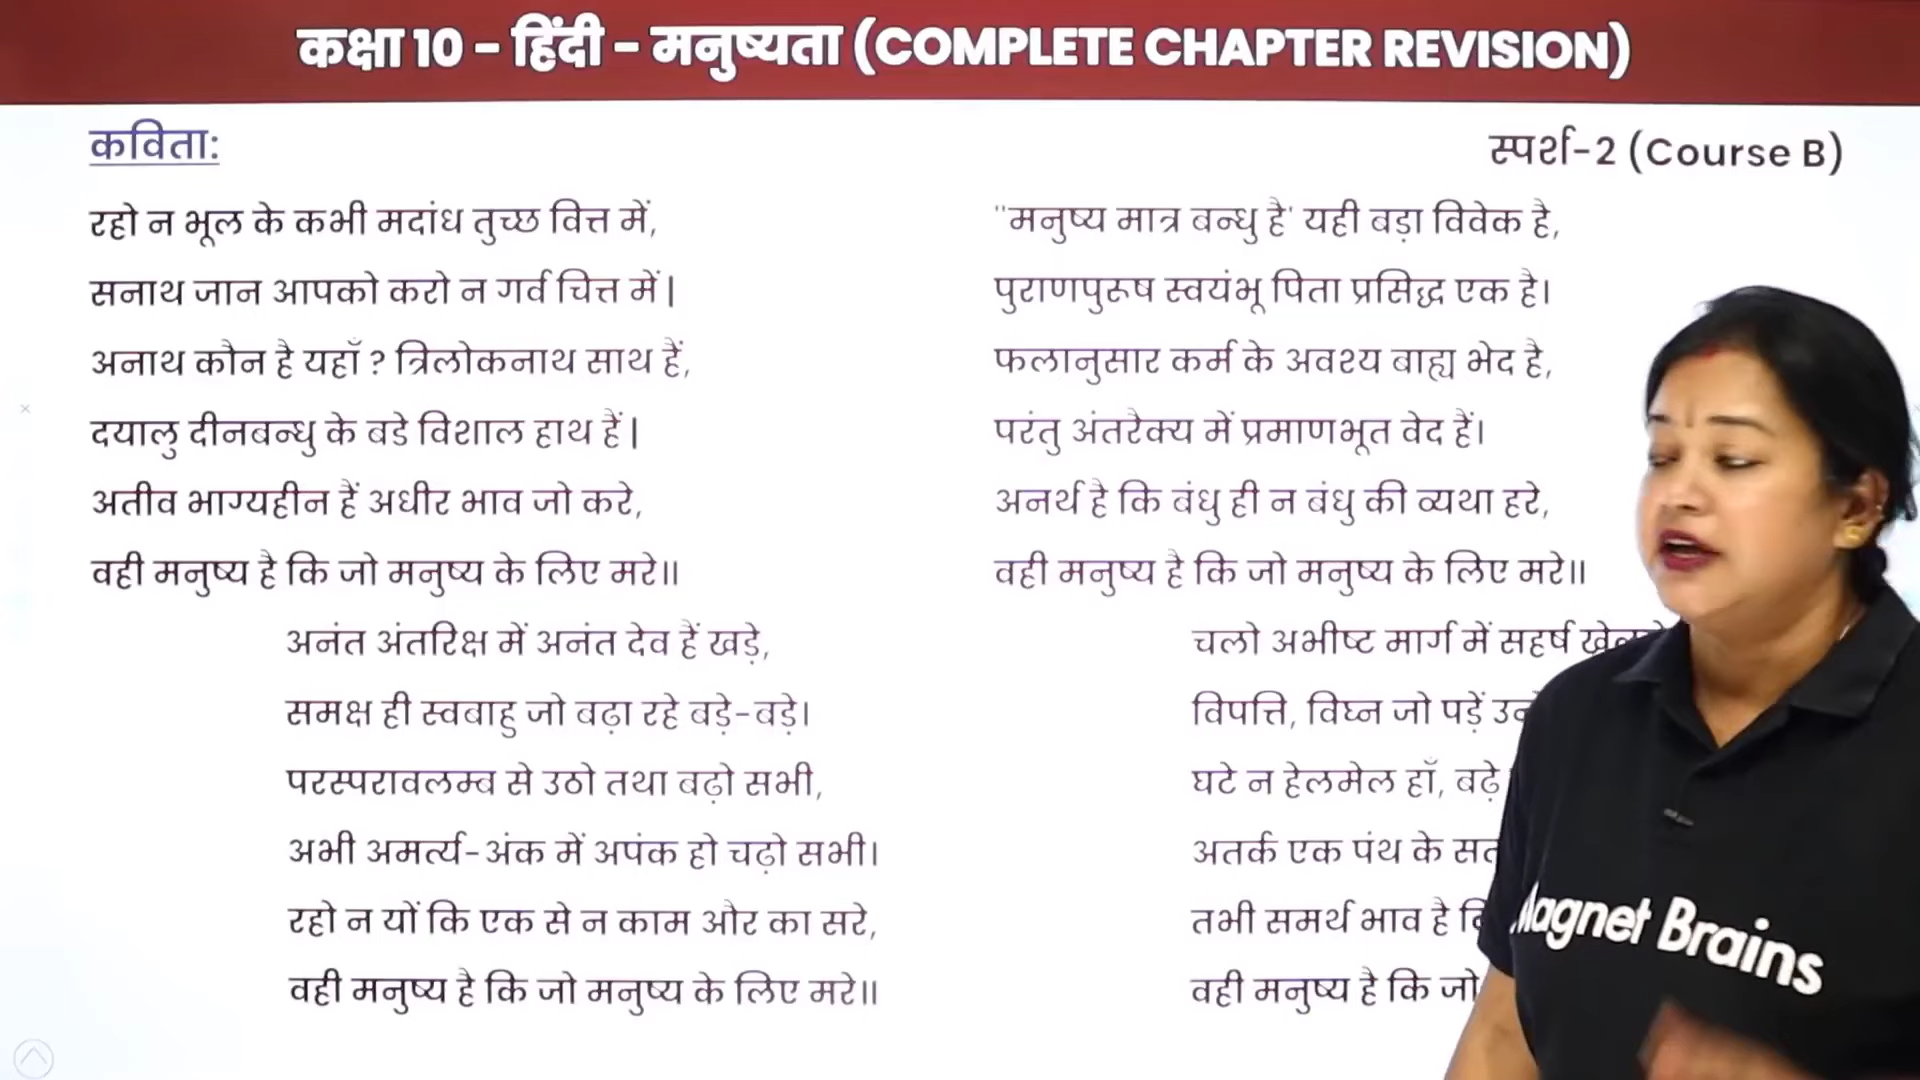 कक्षा 10 - हिंदी - मनुष्यता (COMPLETE CHAPTER REVISION)
कविता:
स्पर्श-2 (Course B)
रहो न भूल के कभी मदांध तुच्छ वित्त में,
सनाथ जान आपको करो न गर्व चित्त में|
अनाथ कौन है यहाँ ? त्रिलोकनाथ साथ हैं,
दयालु दीनबन्धु के बडे विशाल हाथ हैं|
अतीव भाग्यहीन हैं अधीर भाव जो करे,
वही मनुष्य है कि जो मनुष्य के लिए मरे॥
अनंत अंतरिक्ष में अनंत देव हैं खड़े,
समक्ष ही स्वबाहु जो बढ़ा रहे बड़े-बड़े।
परस्परावलम्ब से उठो तथा बढ़ो सभी,
अभी अमर्त्य-अंक में अपंक हो चढ़ो सभी।
रहो न यों कि एक से न काम और का सरे,
वही मनुष्य है कि जो मनुष्य के लिए मरे॥
"मनुष्य मात्र बन्धु है' यही बड़ा विवेक है,
पुराणपुरूष स्वयंभू पिता प्रसिद्ध एक है।
फलानुसार कर्म के अवश्य बाह्य भेद है,
परंतु अंतरैक्य में प्रमाणभूत वेद हैं।
अनर्थ है कि बंधु ही न बंधु की व्यथा हरे,
वही मनुष्य है कि जो मनुष्य के लिए मरे॥
चलो अभीष्ट मार्ग में सहर्ष
विपत्ति, विघ्न जो पड़ें
घटे न हेलमेल हाँ, बढ़े
अतर्क एक पंथ के
तभी समर्थ भाव है
वही मनुष्य है कि जो
Magnet Brains